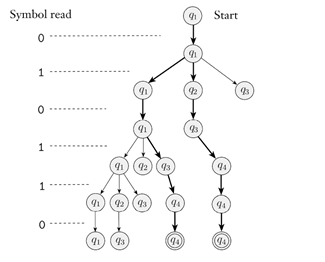 Symbol read q₁ Start
0
q₁
1
q₁ q₂ q₃
0
q₁ q₃
1
q₁ q₂ q₃ q₄
1
q₁ q₂ q₃ q₄ q₄
0
q₁ q₃ q₄ q₄